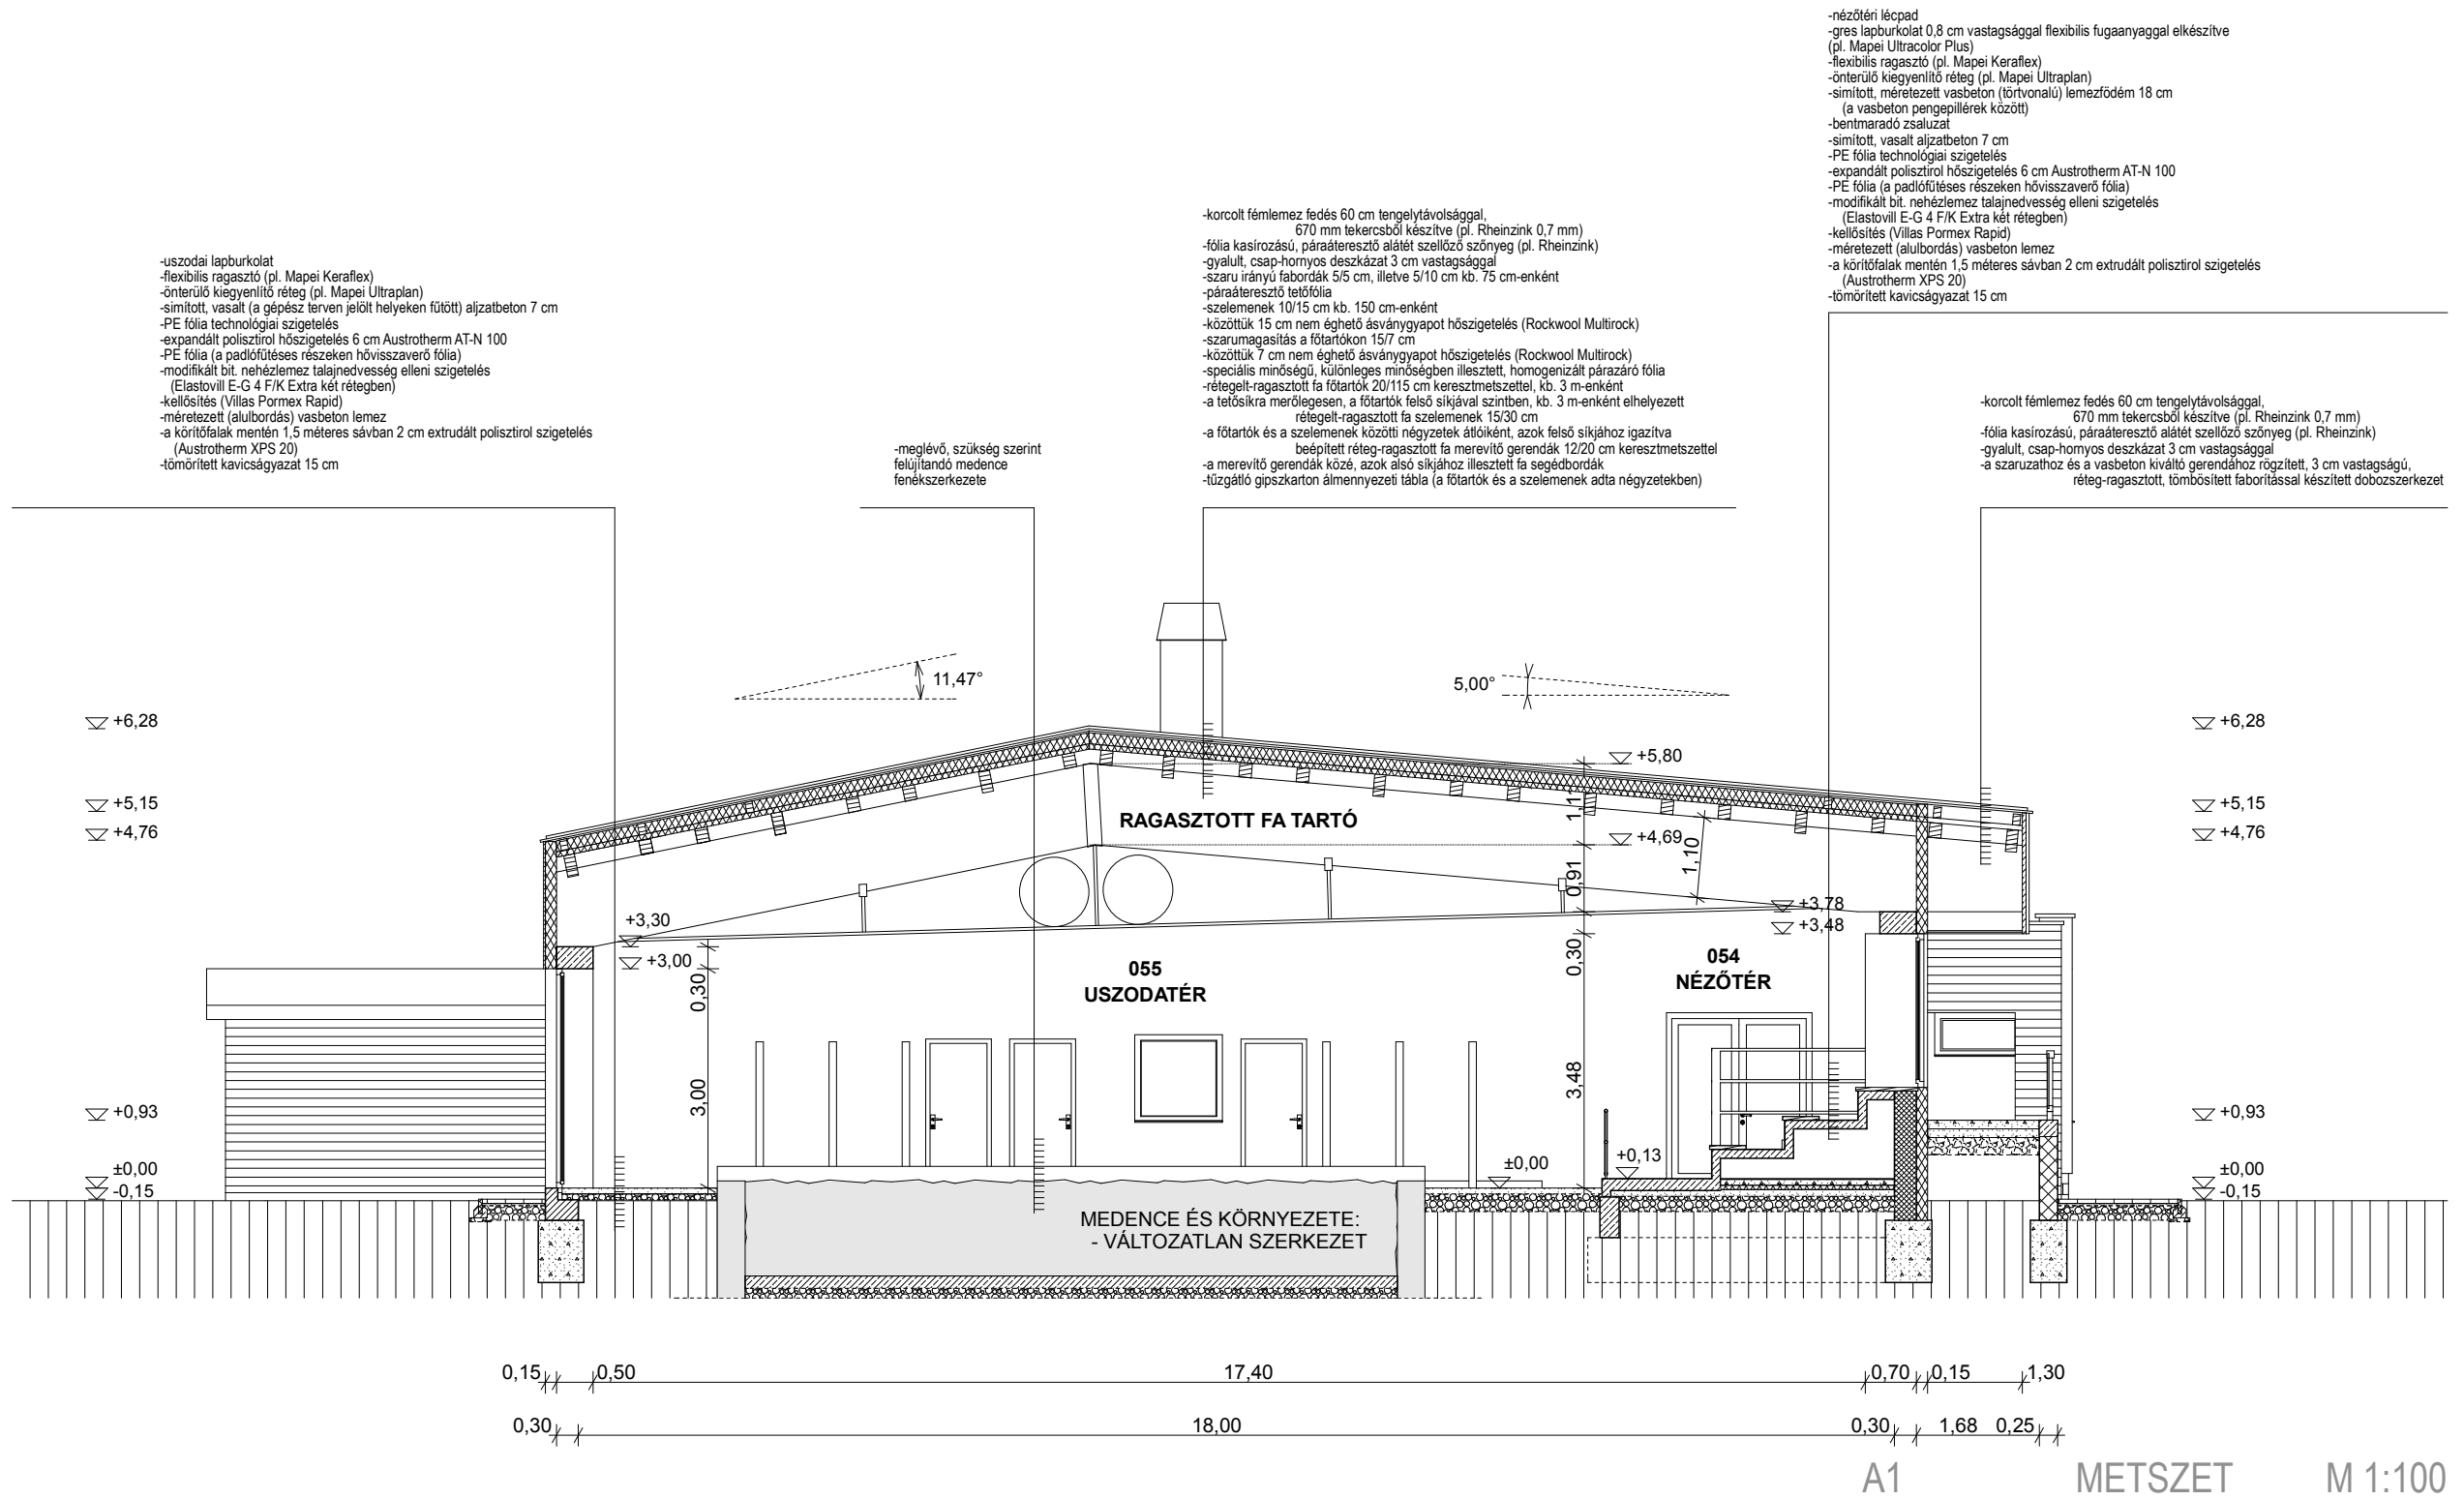 -nézőtéri lécpad
-gres lapburkolat 0,8 cm vastagsággal flexibilis fugaanyaggal elkészítve
(pl. Mapei Ultracolor Plus)
-flexibilis ragasztó (pl. Mapei Keraflex)
-önterülő kiegyenlítő réteg (pl. Mapei Ultraplan)
-simított, méretezett vasbeton (törtvonalú) lemezfödém 18 cm
(a vasbeton pengepillérek között)
-bentmaradó zsaluzat
-simított, vasalt aljzatbeton 7 cm
-PE fólia technológiai szigetelés
-expandált polisztirol hőszigetelés 6 cm Austrotherm AT-N 100
-PE fólia (a padlófűtéses részeken hővisszaverő fólia)
-modifikált bit. nehézlemez talajnedvesség elleni szigetelés
(Elastovill E-G 4 F/K Extra két rétegben)
-kellősítés (Villas Pormex Rapid)
-méretezett (alulbordás) vasbeton lemez
-a körítőfalak mentén 1,5 méteres sávban 2 cm extrudált polisztirol szigetelés
(Austrotherm XPS 20)
-tömörített kavicságyazat 15 cm
-uszodai lapburkolat
-flexibilis ragasztó (pl. Mapei Keraflex)
-önterülő kiegyenlítő réteg (pl. Mapei Ultraplan)
-simított, vasalt (a gépész terven jelölt helyeken fűtött) aljzatbeton 7 cm
-PE fólia technológiai szigetelés
-expandált polisztirol hőszigetelés 6 cm Austrotherm AT-N 100
-PE fólia (a padlófűtéses részeken hővisszaverő fólia)
-modifikált bit. nehézlemez talajnedvesség elleni szigetelés
(Elastovill E-G 4 F/K Extra két rétegben)
-kellősítés (Villas Pormex Rapid)
-méretezett (alulbordás) vasbeton lemez
-a körítőfalak mentén 1,5 méteres sávban 2 cm extrudált polisztirol szigetelés
(Austrotherm XPS 20)
-tömörített kavicságyazat 15 cm
-meglévő, szükség szerint
felújítandó medence
fenékszerkezete
-korcolt fémlemez fedés 60 cm tengelytávolsággal,
670 mm tekercsből készítve (pl. Rheinzink 0,7 mm)
-fólia kasírozású, páraáteresztő alátét szellőző szőnyeg (pl. Rheinzink)
-gyalult, csap-hornyos deszkázat 3 cm vastagsággal
-szaru irányú fabordák 5/5 cm, illetve 5/10 cm kb. 75 cm-enként
-páraáteresztő tetőfólia
-szelemenek 10/15 cm kb. 150 cm-enként
-közöttük 15 cm nem éghető ásványgyapot hőszigetelés (Rockwool Multirock)
-szarumagasítás a főtartókon 15/7 cm
-közöttük 7 cm nem éghető ásványgyapot hőszigetelés (Rockwool Multirock)
-speciális minőségű, különleges minőségben illesztett, homogenizált párazáró fólia
-rétegelt-ragasztott fa főtartók 20/115 cm keresztmetszettel, kb. 3 m-enként
-a tetősíkra merőlegesen, a főtartók felső síkjával szintben, kb. 3 m-enként elhelyezett
rétegelt-ragasztott fa szelemenek 15/30 cm
-a főtartók és a szelemenek közötti négyzetek átlóiként, azok felső síkjához igazítva
beépített réteg-ragasztott fa merevítő gerendák 12/20 cm keresztmetszettel
-a merevítő gerendák közé, azok alsó síkjához illesztett fa segédbordák
-tűzgátló gipszkarton álmennyezeti tábla (a főtartók és a szelemenek adta négyzetekben)
-korcolt fémlemez fedés 60 cm tengelytávolsággal,
670 mm tekercsből készítve (pl. Rheinzink 0,7 mm)
-fólia kasírozású, páraáteresztő alátét szellőző szőnyeg (pl. Rheinzink)
-gyalult, csap-hornyos deszkázat 3 cm vastagsággal
-a szaruzathoz és a vasbeton kiváltó gerendához rögzített, 3 cm vastagságú,
réteg-ragasztott, tömbösített faborítással készített dobozszerkezet
11,47°
5,00°
+6,28
+6,28
+5,80
+5,15
+5,15
+4,76
+4,76
1,11
RAGASZTOTT FA TARTÓ
+4,69
1,10
0,91
+3,30
+3,78
+3,00
+3,48
0,30
0,30
055
USZODATÉR
054
NÉZŐTÉR
3,00
3,48
+0,93
+0,93
±0,00
-0,15
±0,00
+0,13
±0,00
-0,15
MEDENCE ÉS KÖRNYEZETE:
- VÁLTOZATLAN SZERKEZET
0,15 0,50 17,40 0,70 0,15 1,30
0,30 18,00 0,30 1,68 0,25
A1 METSZET M 1:100